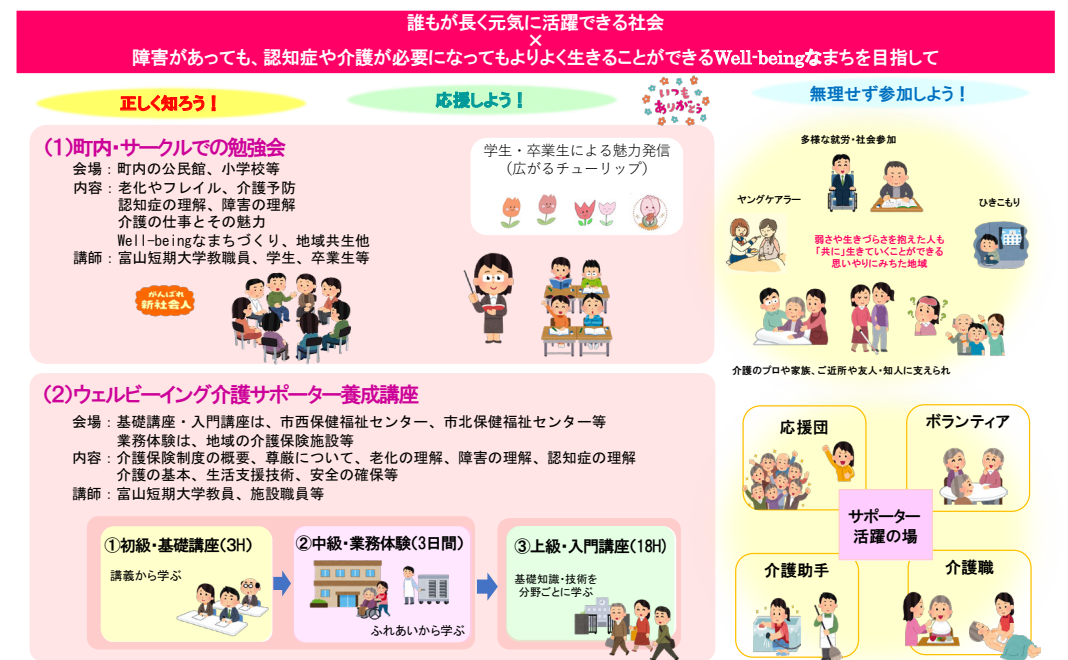 誰もが長く元気に活躍できる社会
×
障害があっても、認知症や介護が必要になってもよりよく生きることができるWell-beingなまちを目指して
正しく知ろう！
応援しよう！
いつも
ありがとう
無理せず参加しよう！
(1)町内・サークルでの勉強会
会場：町内の公民館、小学校等
内容：老化やフレイル、介護予防
認知症の理解、障害の理解
介護の仕事とその魅力
Well-beingなまちづくり、地域共生他
講師：富山短期大学教職員、学生、卒業生等
がんばれ
新社会人
学生・卒業生による魅力発信
（広がるチューリップ）
多様な就労・社会参加
ヤングケアラー
ひきこもり
弱さや生きづらさを抱えた人も
「共に」生きていくことができる
思いやりにみちた地域
介護のプロや家族、ご近所や友人・知人に支えられ
(2)ウェルビーイング介護サポーター養成講座
会場：基礎講座・入門講座は、市西保健福祉センター、市北保健福祉センター等
業務体験は、地域の介護保険施設等
内容：介護保険制度の概要、尊厳について、老化の理解、障害の理解、認知症の理解
介護の基本、生活支援技術、安全の確保等
講師：富山短期大学教員、施設職員等
①初級・基礎講座(3H)
講義から学ぶ
②中級・業務体験(3日間)
ふれあいから学ぶ
③上級・入門講座(18H)
基礎知識・技術を
分野ごとに学ぶ
応援団
ボランティア
サポーター
活躍の場
介護助手
介護職